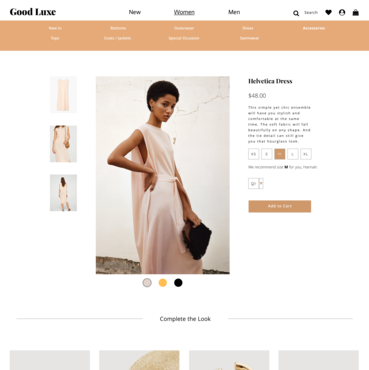 Good Luxe
New
Women
Men
Search
New In
Bottoms
Outerwear
Shoes
Accessories
Tops
Coats / Jackets
Special Occasion
Swimwear
Helvetica Dress
$48.00
This simple yet chic ensemble
will have you stylish and
comfortable at the same
time. The soft fabric will fall
beautifully on any shape. And
the tie detail can still give
you that hourglass look.
XS
S
L
XL
We recommend size M for you, Hannah!
Add to Cart
Complete the Look